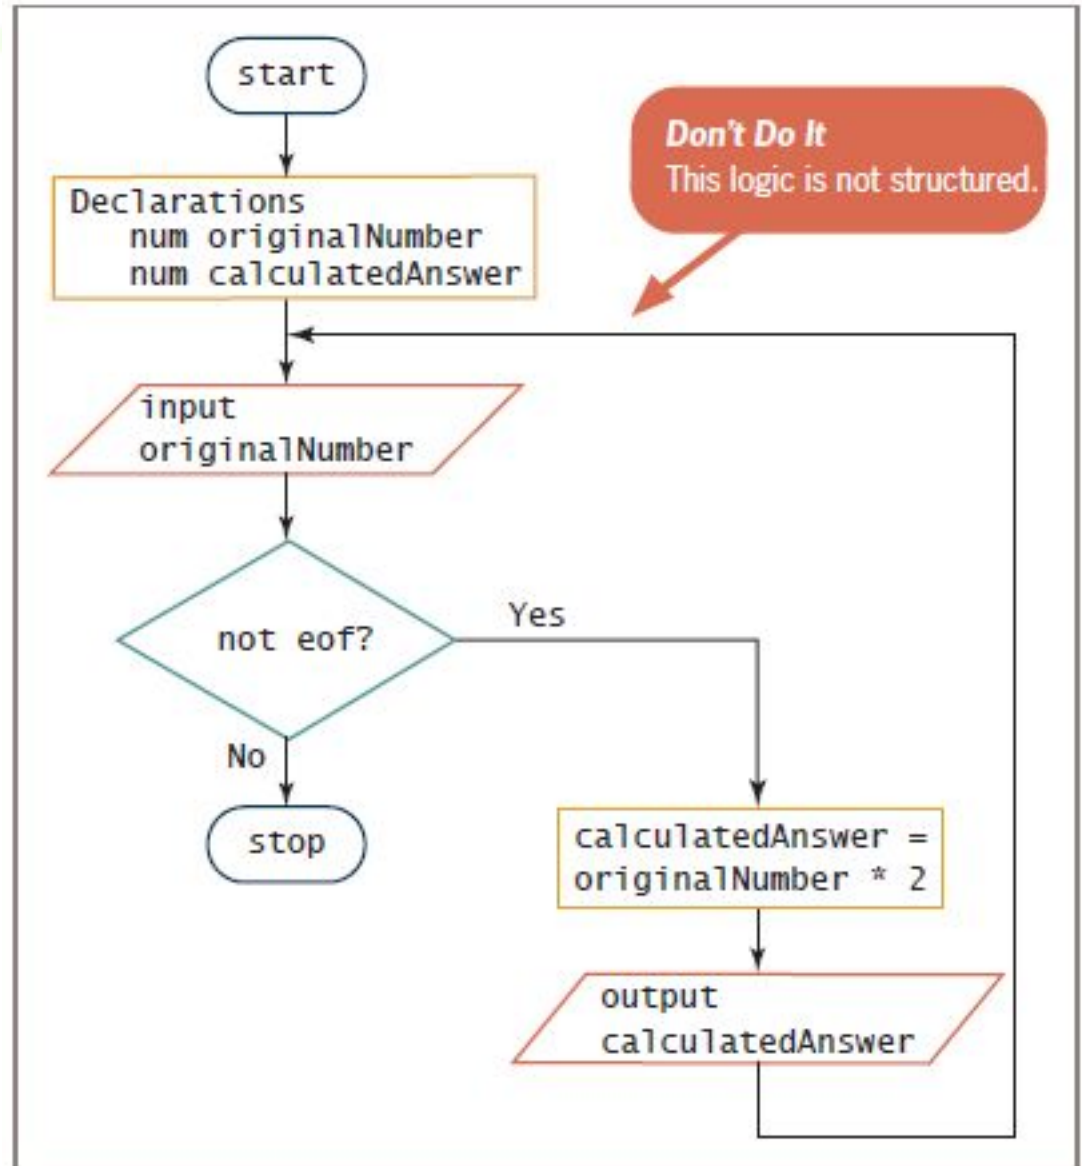 start
Don't Do It
This logic is not structured.
Declarations
num originalNumber
num calculatedAnswer
input
originalNumber
not eof?
Yes
No
stop
calculatedAnswer =
originalNumber * 2
output
calculatedAnswer